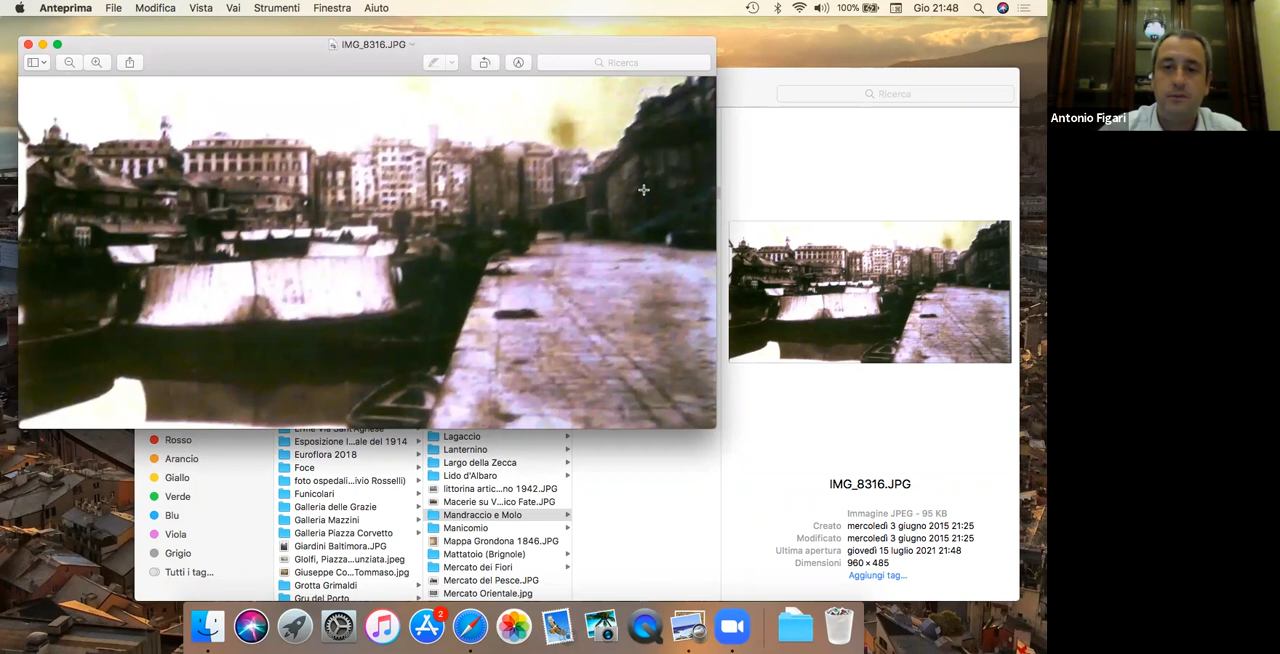 Anteprima File Modifica Vista Vai Strumenti Finestra Aiuto 100% Gio 21:48
IMG_8316.JPG
Ricerca
Ricerca
Antonio Figari
Rosso
Arancio
Giallo
Verde
Blu
Viola
Grigio
Tutti i tag...
Esposizione I...ale del 1914
Euroflora 2018
Foce
foto ospedali...ivio Rosselli)
Funicolari
Galleria delle Grazie
Galleria Mazzini
Galleria Piazza Corvetto
Giardini Baltimora.JPG
GIolfi, Piazza...unziata.jpeg
Giuseppe Co...Tommaso.jpg
Grotta Grimaldi
Gru del Porto
Lagaccio
Lanternino
Largo della Zecca
Lido d'Albaro
littorina artic...no 1942.JPG
Macerie su V...ico Fate.JPG
Mandraccio e Molo
Manicomio
Mappa Grondona 1846.JPG
Mattatoio (Brignole)
Mercato dei Fiori
Mercato del Pesce.JPG
Mercato Orientale.jpg
IMG_8316.JPG
Immagine JPEG - 95 KB
Creato mercoledì 3 giugno 2015 21:25
Modificato mercoledì 3 giugno 2015 21:25
Ultima apertura giovedì 15 luglio 2021 21:48
Dimensioni 960 × 485
Aggiungi tag...
2